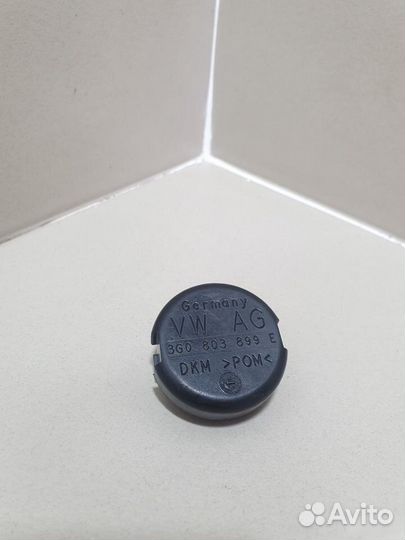 Germany
VW AG
3G0 803 899 E
DKM >POM<
Avito